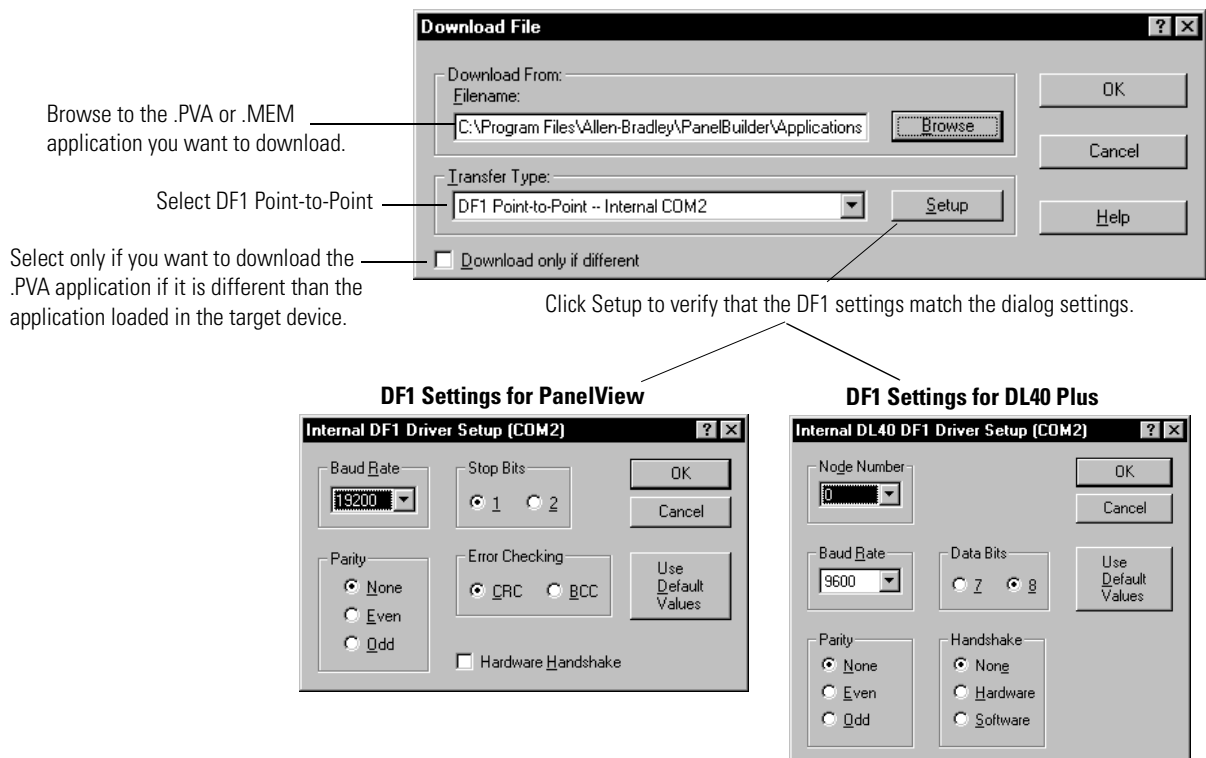 Download File
Download From:
Filename:
C:\Program Files\Allen-Bradley\PanelBuilder\Applications
Browse
OK
Cancel
Transfer Type:
DF1 Point-to-Point -- Internal COM2
Setup
Help
Download only if different
Browse to the .PVA or .MEM
application you want to download.
Select DF1 Point-to-Point
Select only if you want to download the
.PVA application if it is different than the
application loaded in the target device.
Click Setup to verify that the DF1 settings match the dialog settings.
DF1 Settings for PanelView
Internal DF1 Driver Setup (COM2)
Baud Rate
19200
Stop Bits
1 2
OK
Cancel
Parity
None
Even
Odd
Error Checking
CRC BCC
Use
Default
Values
Hardware Handshake
DF1 Settings for DL40 Plus
Internal DL40 DF1 Driver Setup (COM2)
Node Number
0
OK
Cancel
Baud Rate
9600
Data Bits
7 8
Use
Default
Values
Parity
None
Even
Odd
Handshake
None
Hardware
Software